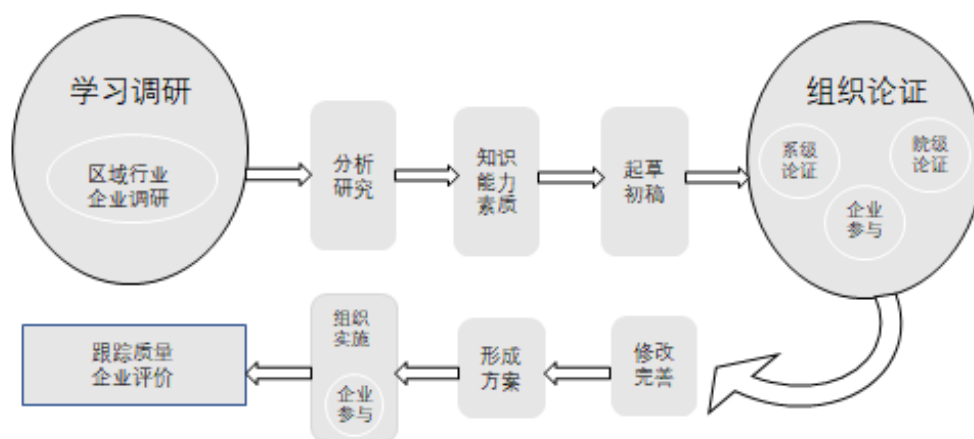 学习调研
区域行业
企业调研
分析
研究
知识
能力
素质
起草
初稿
组织论证
系级
论证
院级
论证
企业
参与
修改
完善
形成
方案
组织
实施
企业
参与
跟踪质量
企业评价